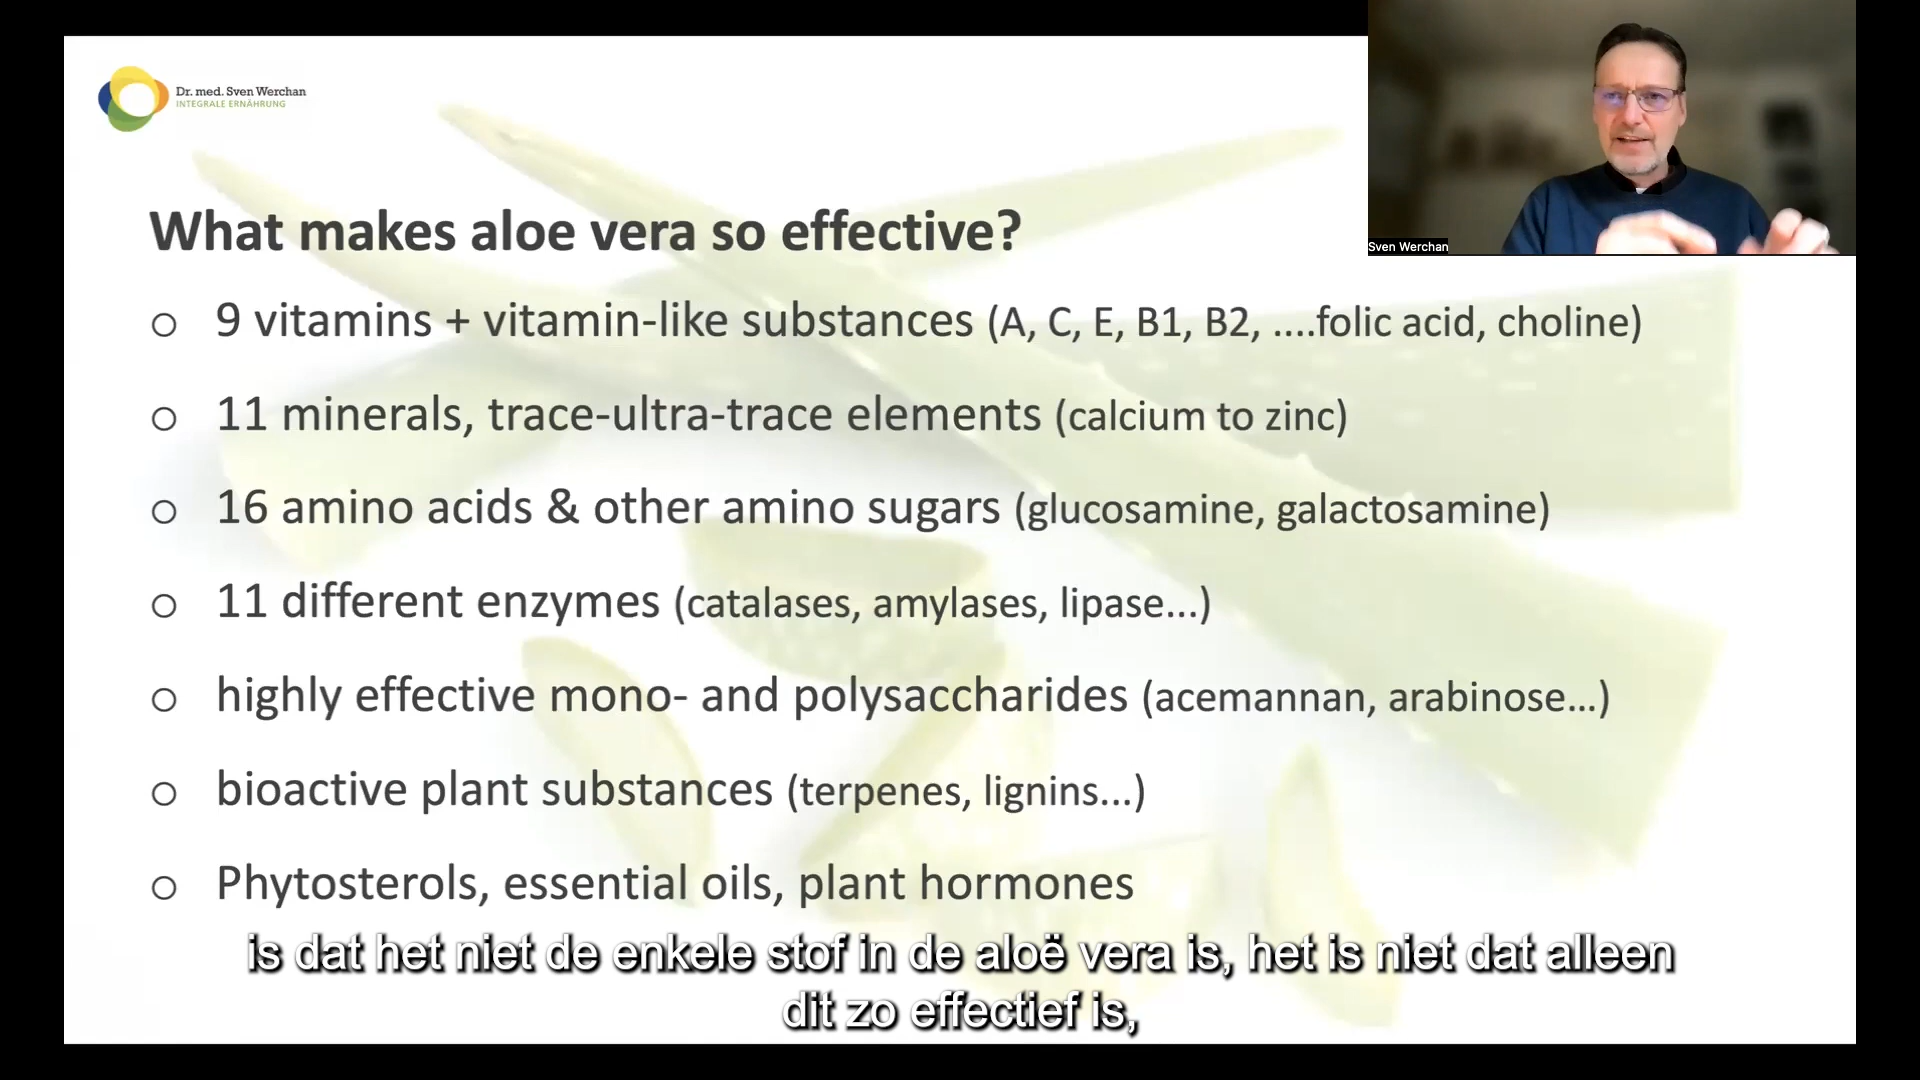 Dr. med. Sven Werchan
INTEGRALE ERNÄHRUNG
Sven Werchan
What makes aloe vera so effective?
○ 9 vitamins + vitamin-like substances (A, C, E, B1, B2, ....folic acid, choline)
○ 11 minerals, trace-ultra-trace elements (calcium to zinc)
○ 16 amino acids & other amino sugars (glucosamine, galactosamine)
○ 11 different enzymes (catalases, amylases, lipase...)
○ highly effective mono- and polysaccharides (acemannan, arabinose...)
○ bioactive plant substances (terpenes, lignins...)
○ Phytosterols, essential oils, plant hormones
is dat het niet de enkele stof in de aloë vera is, het is niet dat alleen
dit zo effectief is,